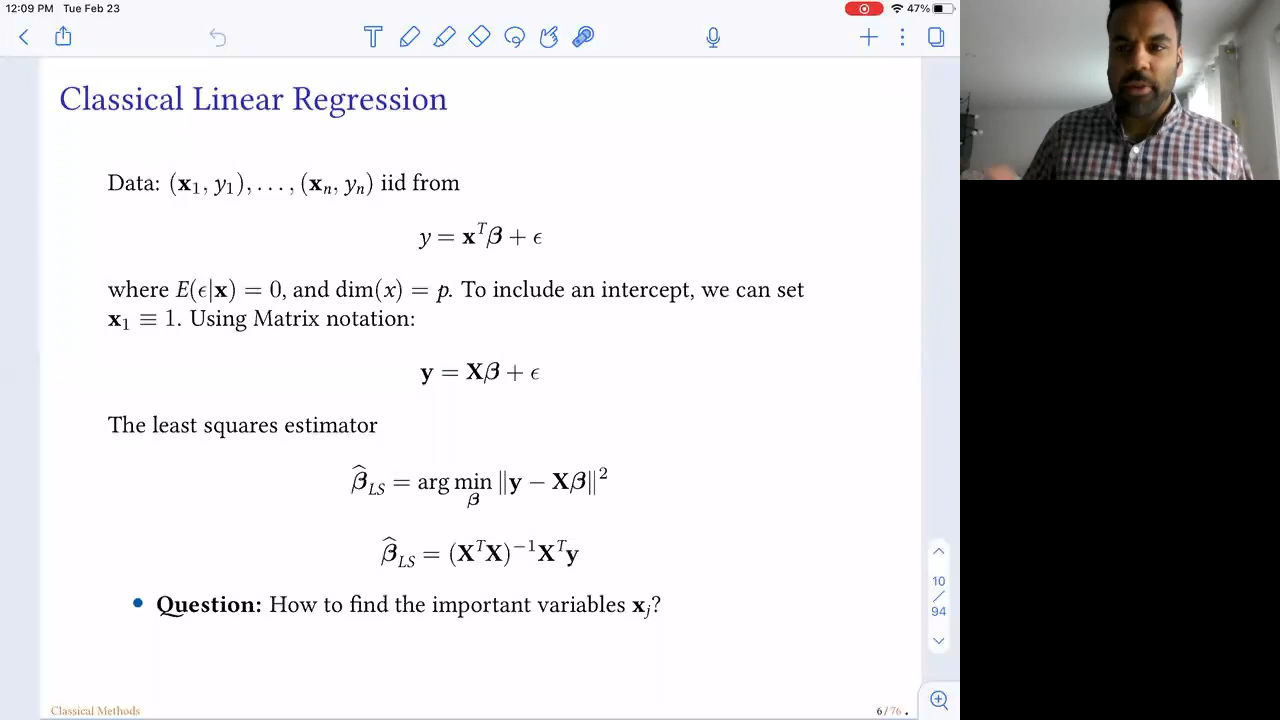 12:09 PM Tue Feb 23
47%
Classical Linear Regression
Data: (𝐱₁, y₁), . . . , (𝐱ₙ, yₙ) iid from
y = 𝐱ᵀ𝜷 + ϵ
where E(ϵ|𝐱) = 0, and dim(x) = p. To include an intercept, we can set
𝐱₁ ≡ 1. Using Matrix notation:
𝐲 = 𝐗𝜷 + ϵ
The least squares estimator
𝜷̂_LS = arg min_𝜷 ‖𝐲 − 𝐗𝜷‖²
𝜷̂_LS = (𝐗ᵀ𝐗)⁻¹𝐗ᵀ𝐲
• Question: How to find the important variables 𝐱ⱼ?
10
/
94
Classical Methods
6/76